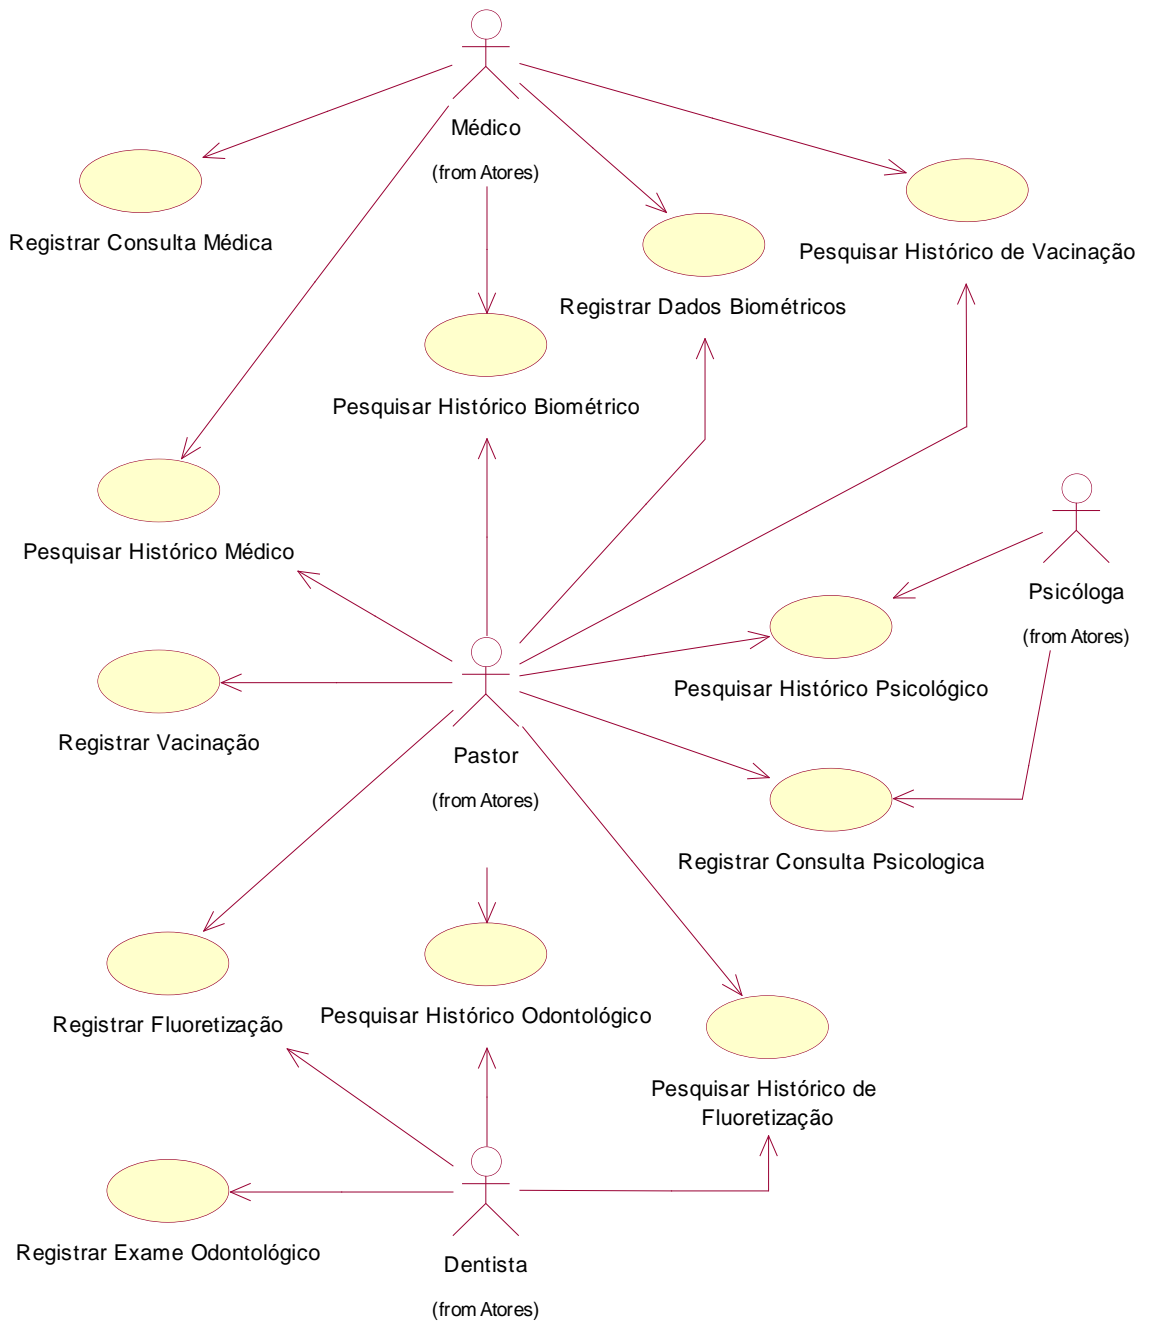 Médico
(from Atores)
Registrar Consulta Médica
Pesquisar Histórico de Vacinação
Registrar Dados Biométricos
Pesquisar Histórico Biométrico
Pesquisar Histórico Médico
Psicóloga
(from Atores)
Pesquisar Histórico Psicológico
Registrar Vacinação
Pastor
(from Atores)
Registrar Consulta Psicologica
Registrar Fluoretização
Pesquisar Histórico Odontológico
Pesquisar Histórico de
Fluoretização
Registrar Exame Odontológico
Dentista
(from Atores)